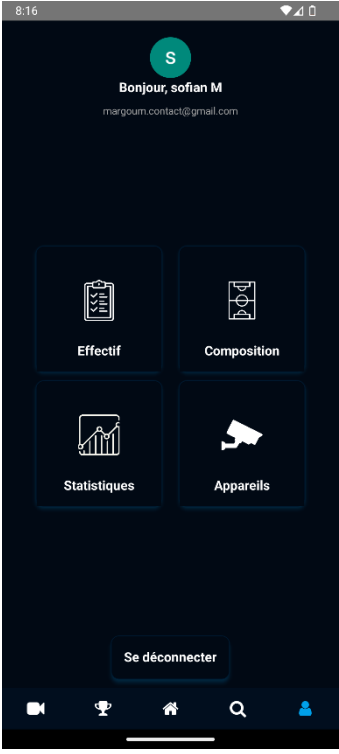 8:16
S
Bonjour, sofian M
margoum.contact@gmail.com
Effectif
Composition
Statistiques
Appareils
Se déconnecter